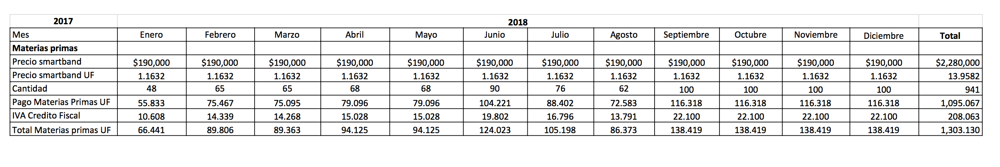 2017 2018
Mes Enero Febrero Marzo Abril Mayo Junio Julio Agosto Septiembre Octubre Noviembre Diciembre Total
Materias primas
Precio smartband $190,000 $190,000 $190,000 $190,000 $190,000 $190,000 $190,000 $190,000 $190,000 $190,000 $190,000 $190,000 $2,280,000
Precio smartband UF 1.1632 1.1632 1.1632 1.1632 1.1632 1.1632 1.1632 1.1632 1.1632 1.1632 1.1632 1.1632 13.9582
Cantidad 48 65 65 68 68 90 76 62 100 100 100 100 941
Pago Materias Primas UF 55.833 75.467 75.095 79.096 79.096 104.221 88.402 72.583 116.318 116.318 116.318 116.318 1,095.067
IVA Credito Fiscal 10.608 14.339 14.268 15.028 15.028 19.802 16.796 13.791 22.100 22.100 22.100 22.100 208.063
Total Materias primas UF 66.441 89.806 89.363 94.125 94.125 124.023 105.198 86.373 138.419 138.419 138.419 138.419 1,303.130